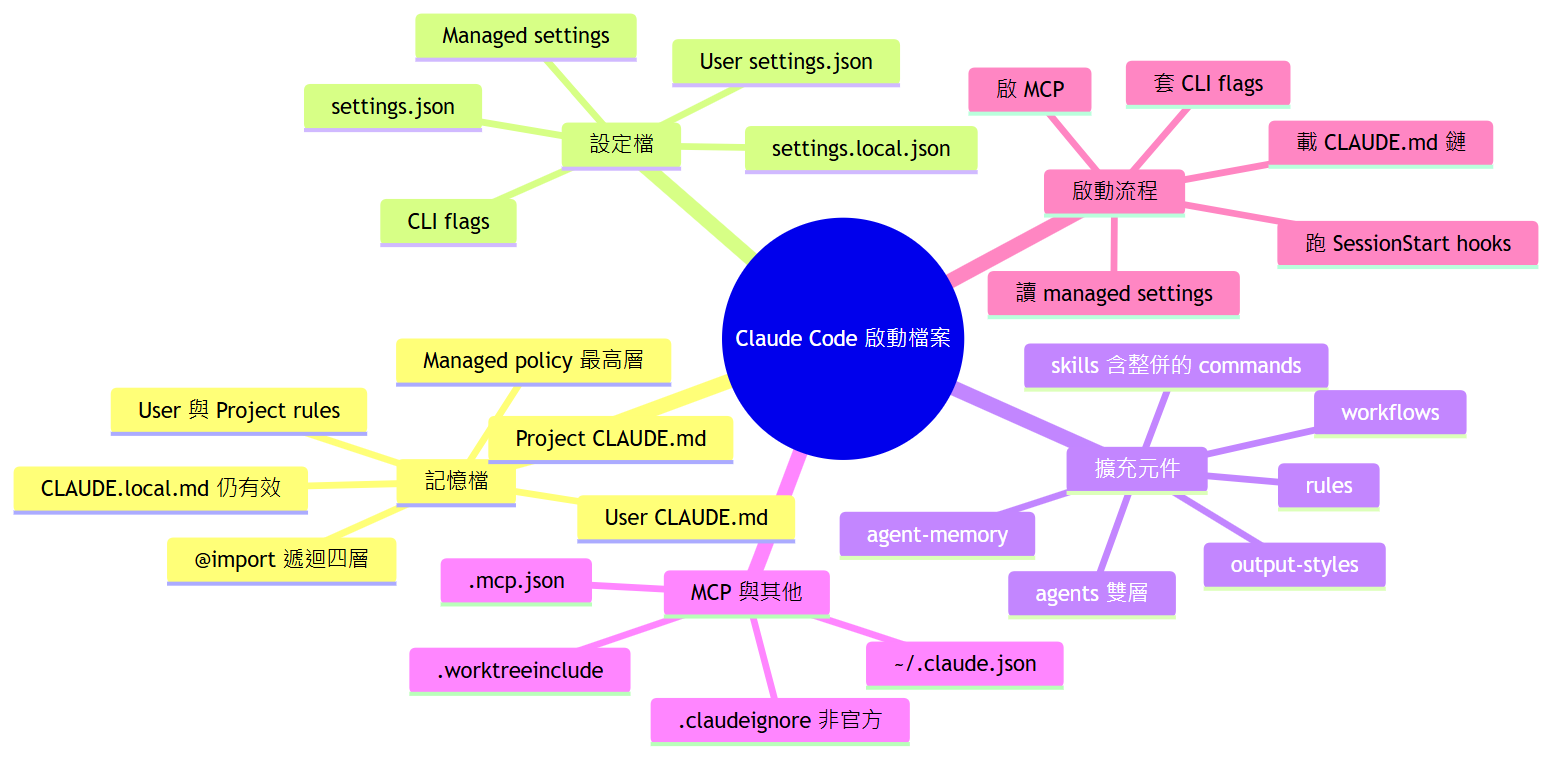 Claude Code 啟動檔案
設定檔
Managed settings
User settings.json
settings.json
settings.local.json
CLI flags
啟動流程
啟 MCP
套 CLI flags
載 CLAUDE.md 鏈
跑 SessionStart hooks
讀 managed settings
記憶檔
Managed policy 最高層
User 與 Project rules
Project CLAUDE.md
CLAUDE.local.md 仍有效
User CLAUDE.md
@import 遞迴四層
擴充元件
skills 含整併的 commands
workflows
rules
agent-memory
output-styles
agents 雙層
MCP 與其他
.mcp.json
.worktreeinclude
.claudeignore 非官方
~/.claude.json